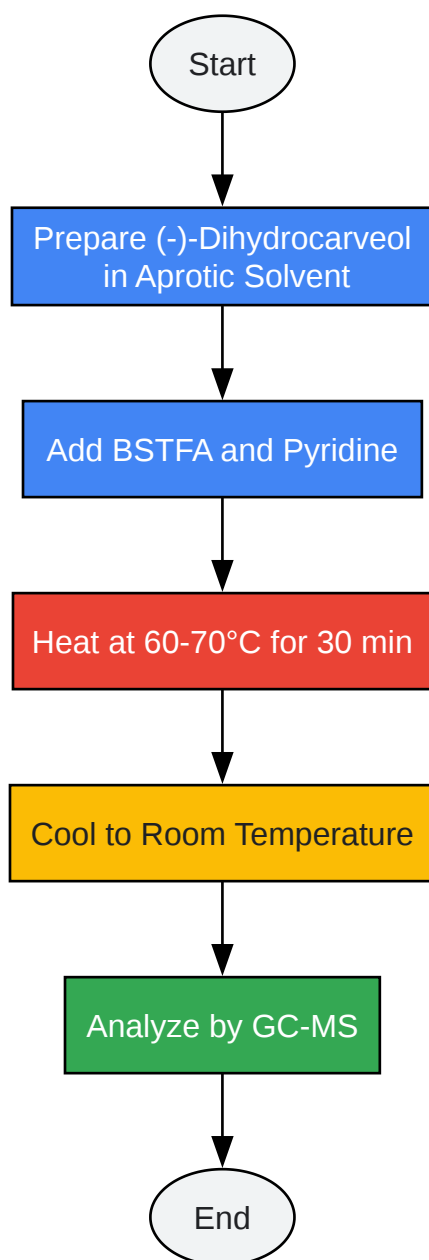 Start
Prepare (-)-Dihydrocarveol
in Aprotic Solvent
Add BSTFA and Pyridine
Heat at 60-70°C for 30 min
Cool to Room Temperature
Analyze by GC-MS
End